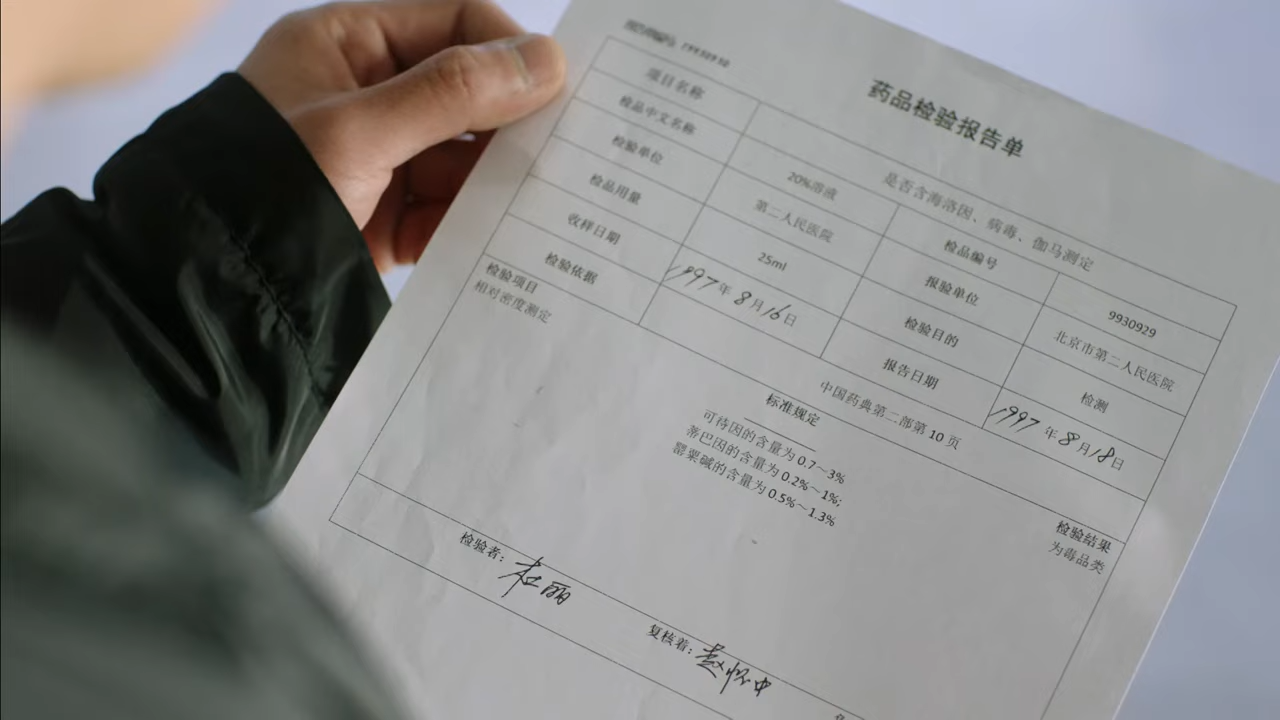 19930930
药品检验报告单
项目名称 是否含海洛因、病毒、伽马测定
检品中文名称 20%溶液 检品编号 9930929
检验单位 第二人民医院 报验单位 北京市第二人民医院
检品用量 25ml 检验目的 检测
收样日期 1997年8月16日 报告日期 1997年8月18日
检验依据 中国药典第二部第10页
检验项目 标准规定 检验结果
相对密度测定 可待因的含量为0.7～3% 为毒品类
蒂巴因的含量为0.2%～1%;
罂粟碱的含量为0.5%～1.3%
检验者：杜丽
复核着：赵怀中